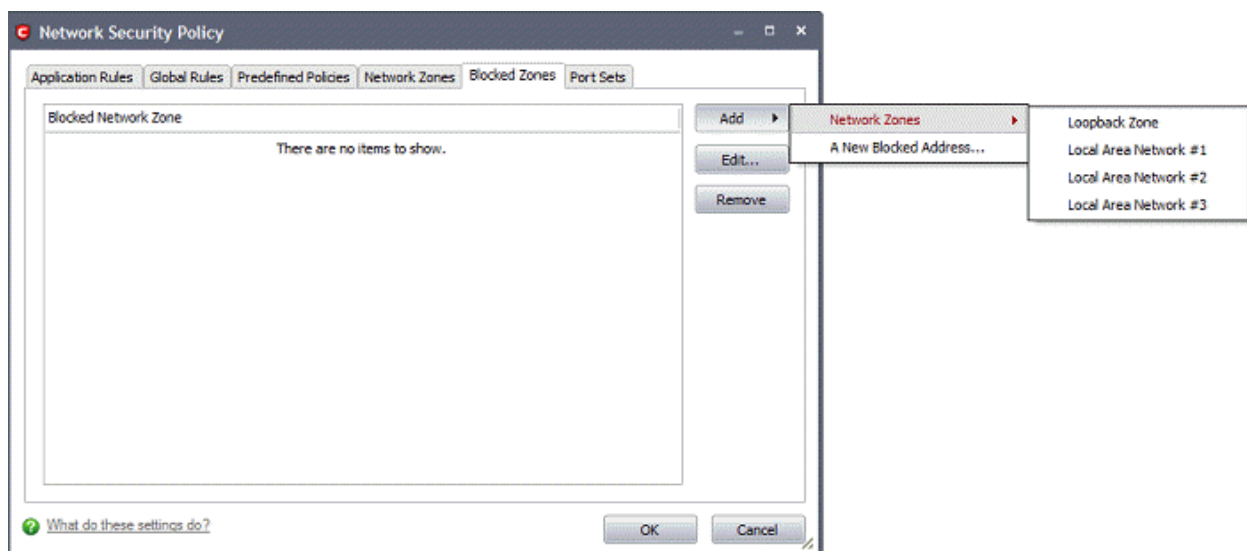 Network Security Policy
Application Rules Global Rules Predefined Policies Network Zones Blocked Zones Port Sets
Blocked Network Zone
There are no items to show.
Add
Edit...
Remove
Network Zones
A New Blocked Address...
Loopback Zone
Local Area Network #1
Local Area Network #2
Local Area Network #3
What do these settings do?
OK Cancel